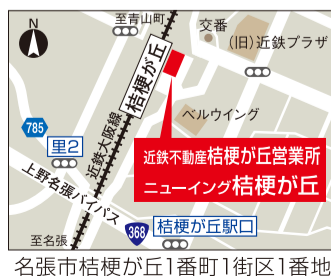 N
至青山町
交番
(旧)近鉄プラザ
桔梗が丘
ベルウイング
785
里2
近鉄大阪線
近鉄不動産桔梗が丘営業所
ニューイング桔梗が丘
上野名張バイパス
368
桔梗が丘駅口
至名張
名張市桔梗が丘1番町1街区1番地